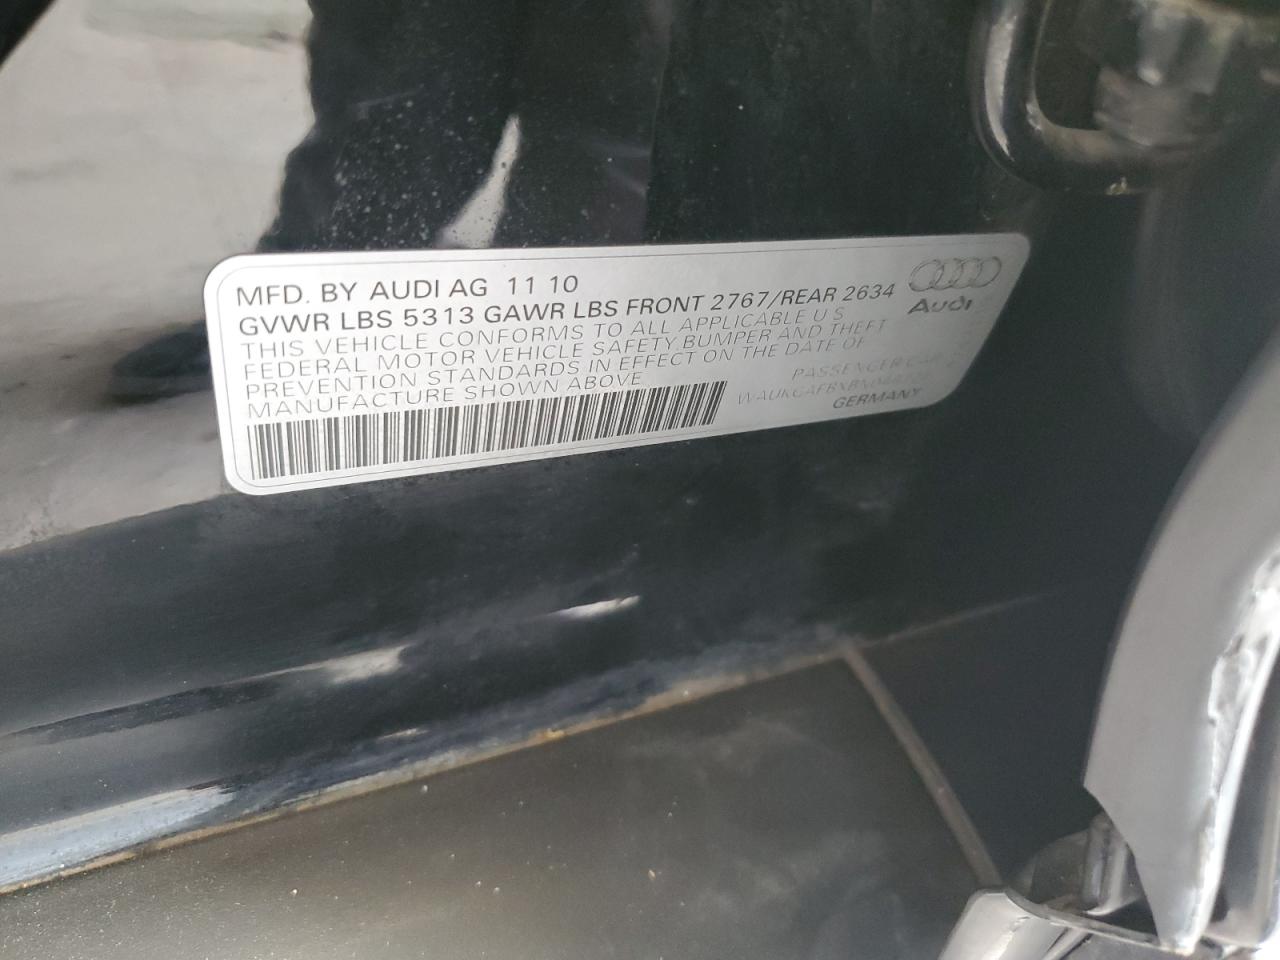 MFD. BY AUDI AG 11 10
GVWR LBS 5313 GAWR LBS FRONT 2767/REAR 2634
THIS VEHICLE CONFORMS TO ALL APPLICABLE U S
FEDERAL MOTOR VEHICLE SAFETY BUMPER AND THEFT
PREVENTION STANDARDS IN EFFECT ON THE DATE OF
MANUFACTURE SHOWN ABOVE
Audi
PASSENGER CAR
GERMANY